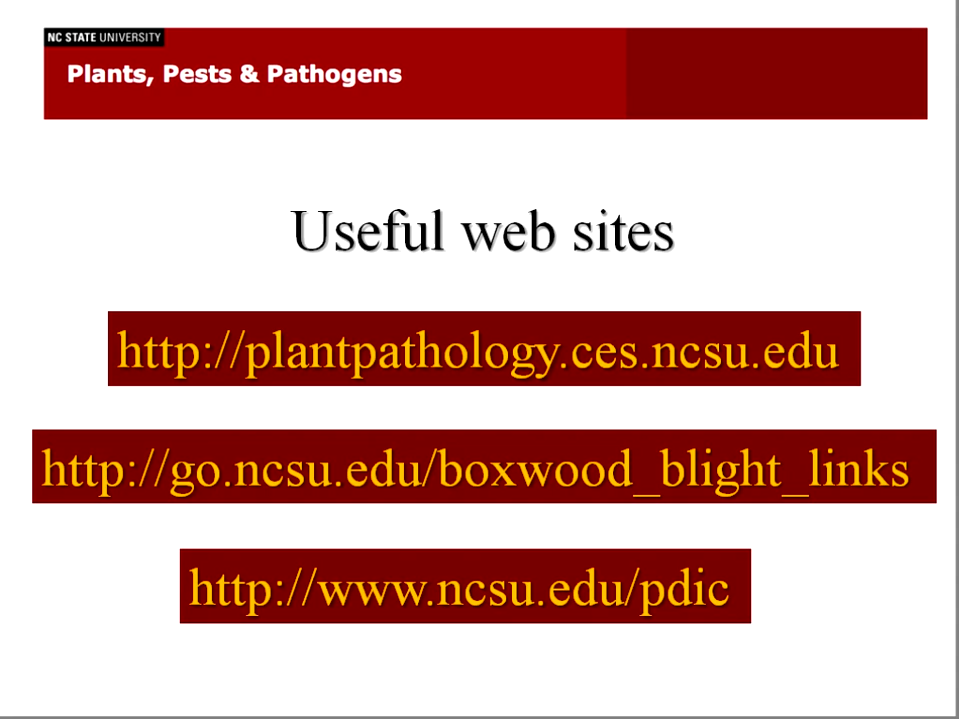 NC STATE UNIVERSITY
Plants, Pests & Pathogens
Useful web sites
http://plantpathology.ces.ncsu.edu
http://go.ncsu.edu/boxwood_blight_links
http://www.ncsu.edu/pdic